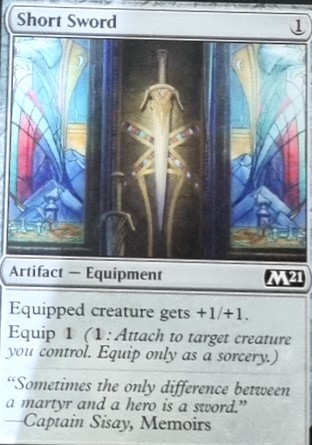 Short Sword 1
Artifact — Equipment M21
Equipped creature gets +1/+1.
Equip 1 (1: Attach to target creature
you control. Equip only as a sorcery.)
“Sometimes the only difference between
a martyr and a hero is a sword.”
—Captain Sisay, Memoirs